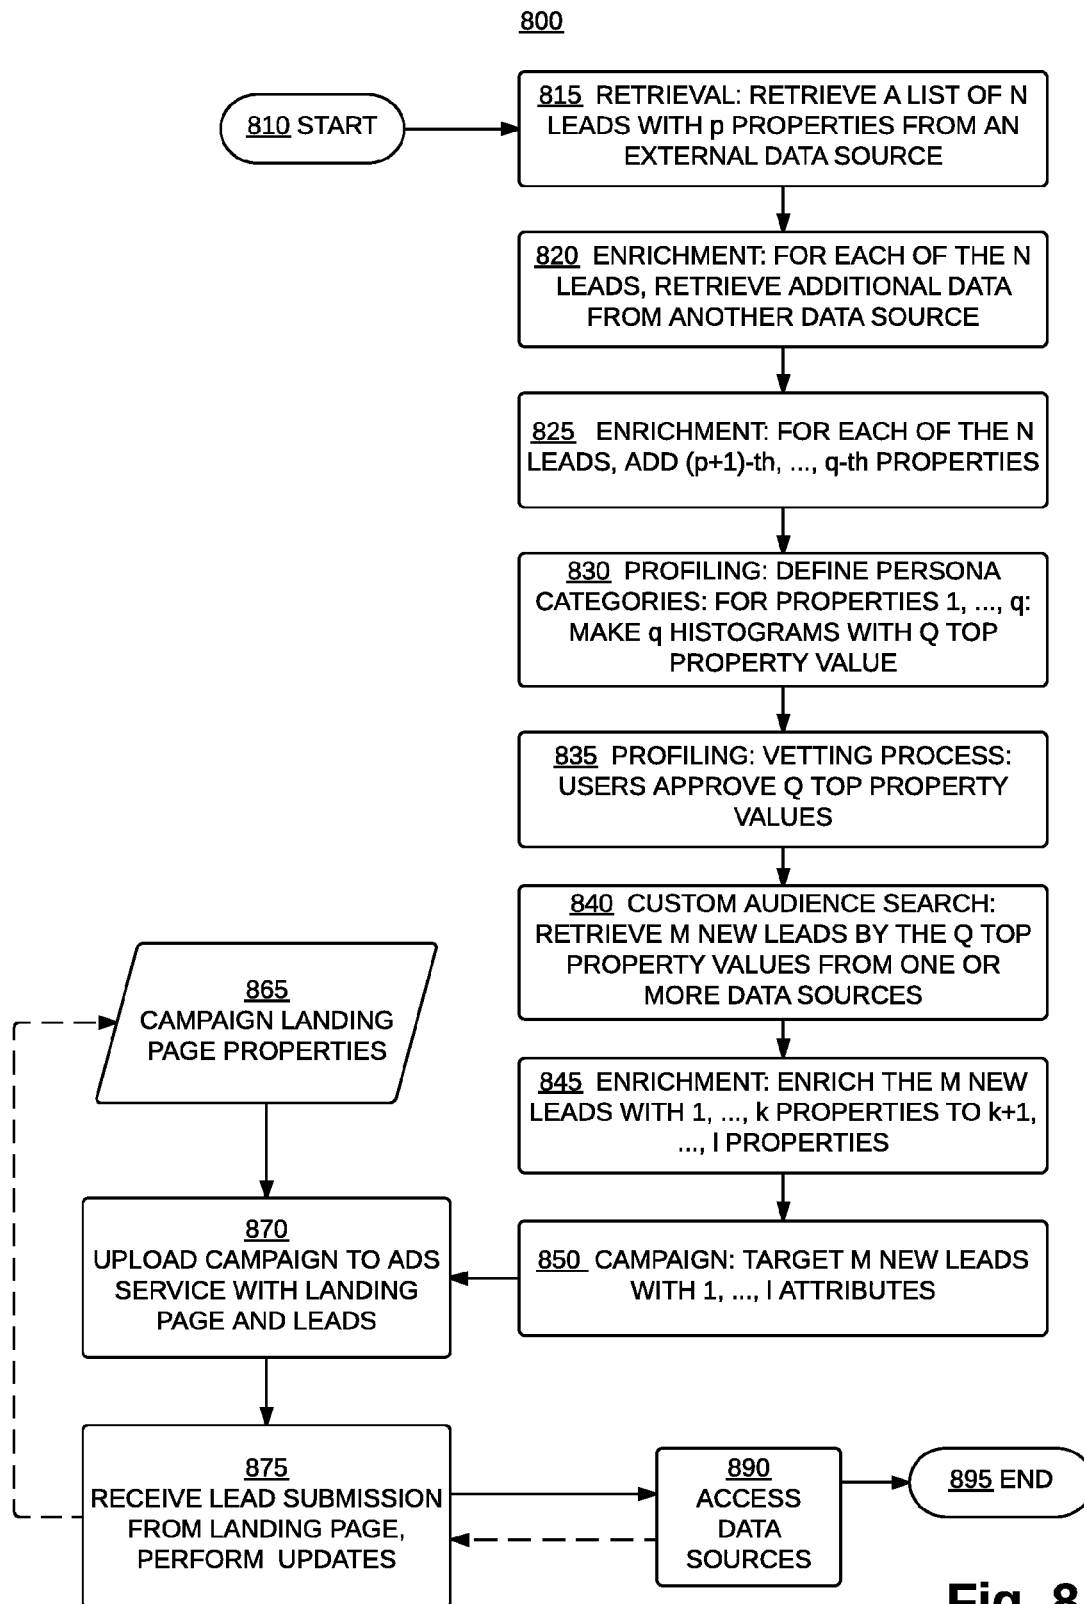 800
810 START
815 RETRIEVAL: RETRIEVE A LIST OF N
LEADS WITH p PROPERTIES FROM AN
EXTERNAL DATA SOURCE
820 ENRICHMENT: FOR EACH OF THE N
LEADS, RETRIEVE ADDITIONAL DATA
FROM ANOTHER DATA SOURCE
825 ENRICHMENT: FOR EACH OF THE N
LEADS, ADD (p+1)-th, ..., q-th PROPERTIES
830 PROFILING: DEFINE PERSONA
CATEGORIES: FOR PROPERTIES 1, ..., q:
MAKE q HISTOGRAMS WITH Q TOP
PROPERTY VALUE
835 PROFILING: VETTING PROCESS:
USERS APPROVE Q TOP PROPERTY
VALUES
840 CUSTOM AUDIENCE SEARCH:
RETRIEVE M NEW LEADS BY THE Q TOP
PROPERTY VALUES FROM ONE OR
MORE DATA SOURCES
845 ENRICHMENT: ENRICH THE M NEW
LEADS WITH 1, ..., k PROPERTIES TO k+1,
..., l PROPERTIES
850 CAMPAIGN: TARGET M NEW LEADS
WITH 1, ..., l ATTRIBUTES
865
CAMPAIGN LANDING
PAGE PROPERTIES
870
UPLOAD CAMPAIGN TO ADS
SERVICE WITH LANDING
PAGE AND LEADS
875
RECEIVE LEAD SUBMISSION
FROM LANDING PAGE,
PERFORM UPDATES
890
ACCESS
DATA
SOURCES
895 END
Fig. 8